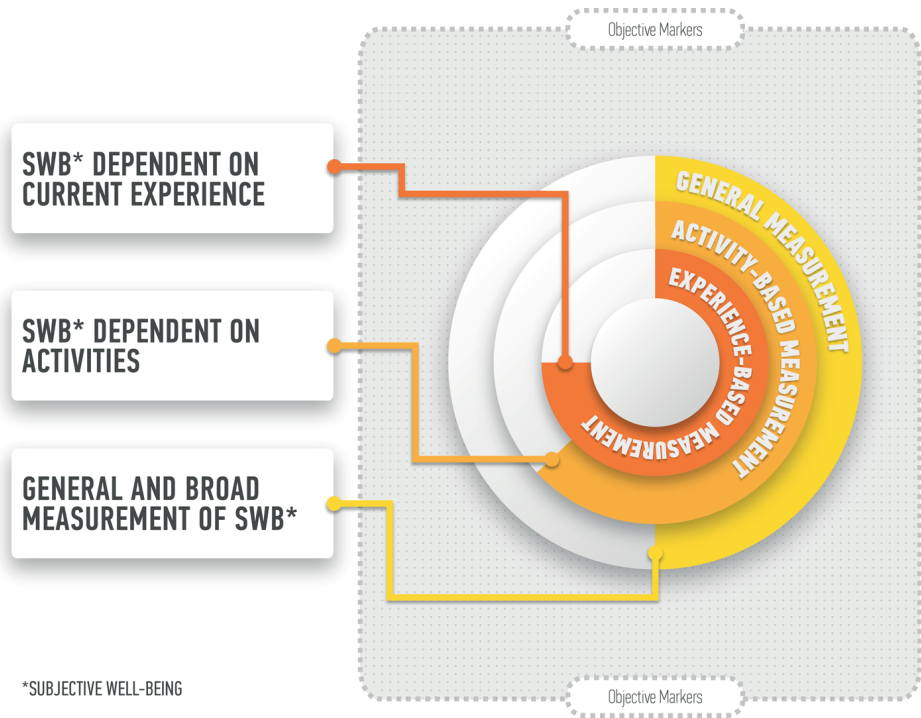 Objective Markers
SWB* DEPENDENT ON
CURRENT EXPERIENCE
SWB* DEPENDENT ON
ACTIVITIES
GENERAL AND BROAD
MEASUREMENT OF SWB*
GENERAL MEASUREMENT
ACTIVITY-BASED MEASUREMENT
EXPERIENCE-BASED MEASUREMENT
*SUBJECTIVE WELL-BEING
Objective Markers